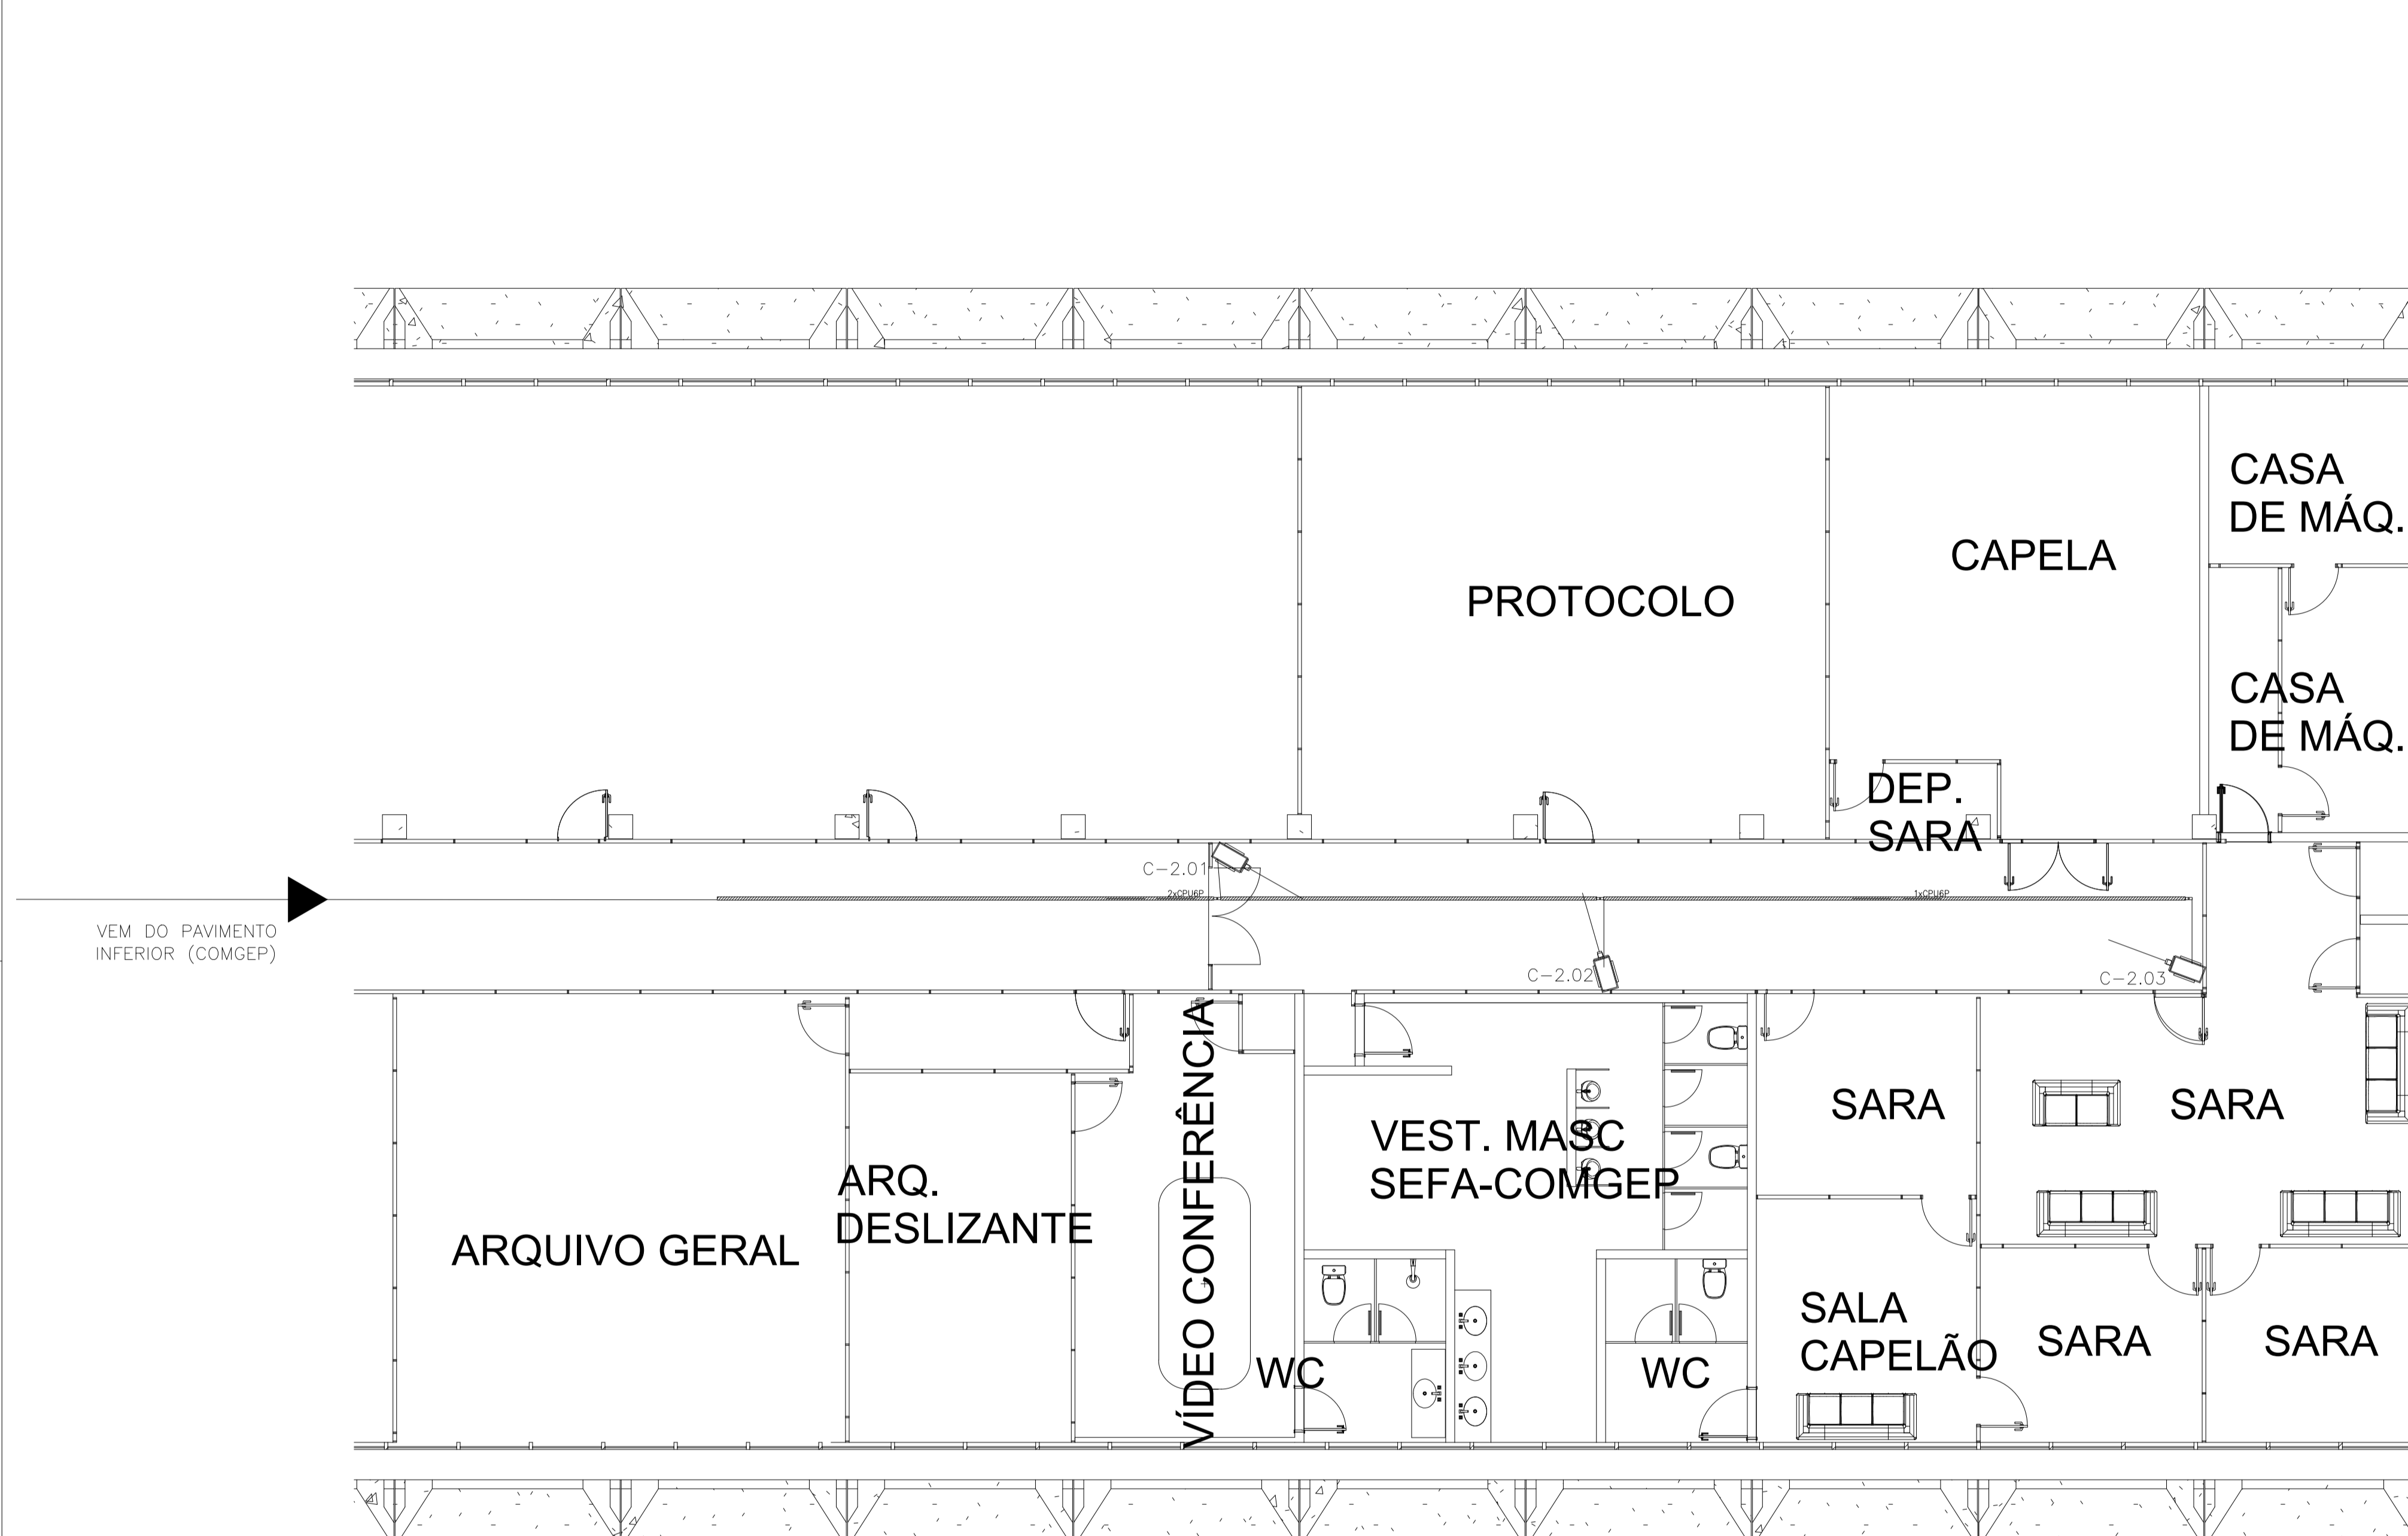 CASA
DE MÁQ.
CAPELA
PROTOCOLO
CASA
DE MÁQ.
DEP.
SARA
C-2.01
2xCPU6P
1xCPU6P
VEM DO PAVIMENTO
INFERIOR (COMGEP)
C-2.02
C-2.03
VÍDEO CONFERÊNCIA
SARA
SARA
VEST. MASC
SEFA-COMGEP
ARQ.
DESLIZANTE
ARQUIVO GERAL
SALA
CAPELÃO
SARA
SARA
WC
WC